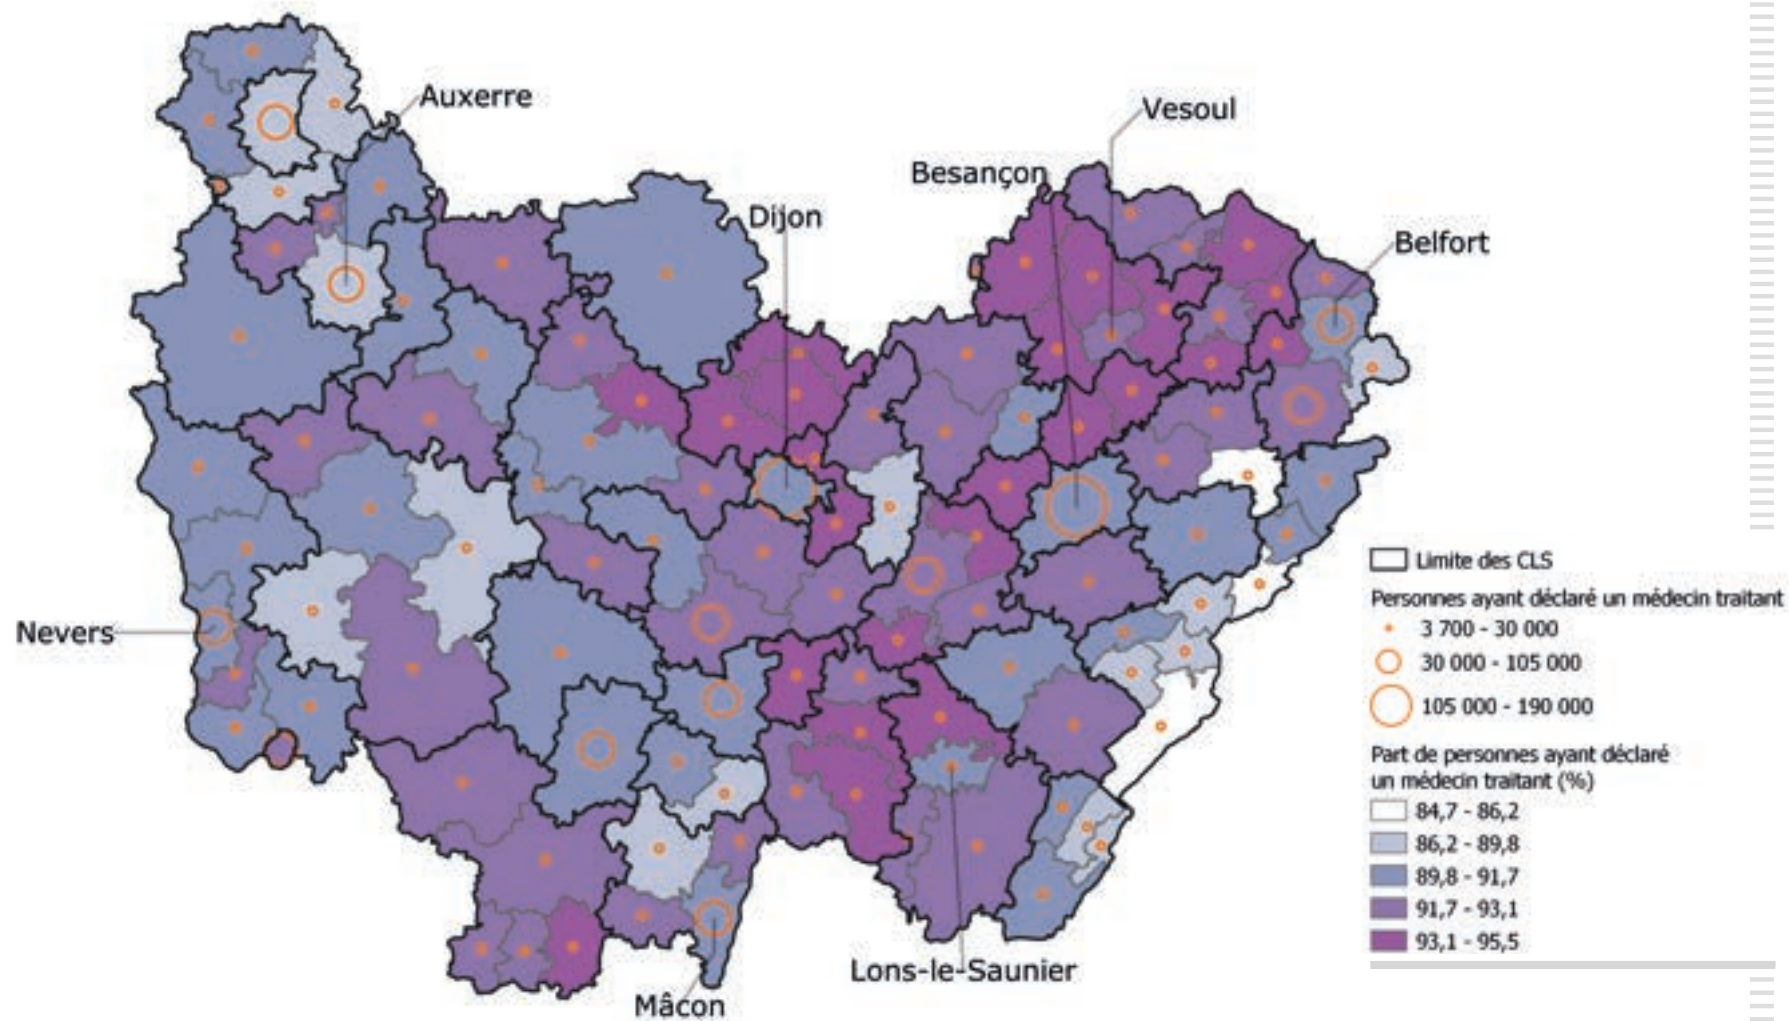 Auxerre
Vesoul
Besançon
Dijon
Belfort
Nevers
Lons-le-Saunier
Mâcon
Limite des CLS
Personnes ayant déclaré un médecin traitant
3 700 - 30 000
30 000 - 105 000
105 000 - 190 000
Part de personnes ayant déclaré
un médecin traitant (%)
84,7 - 86,2
86,2 - 89,8
89,8 - 91,7
91,7 - 93,1
93,1 - 95,5